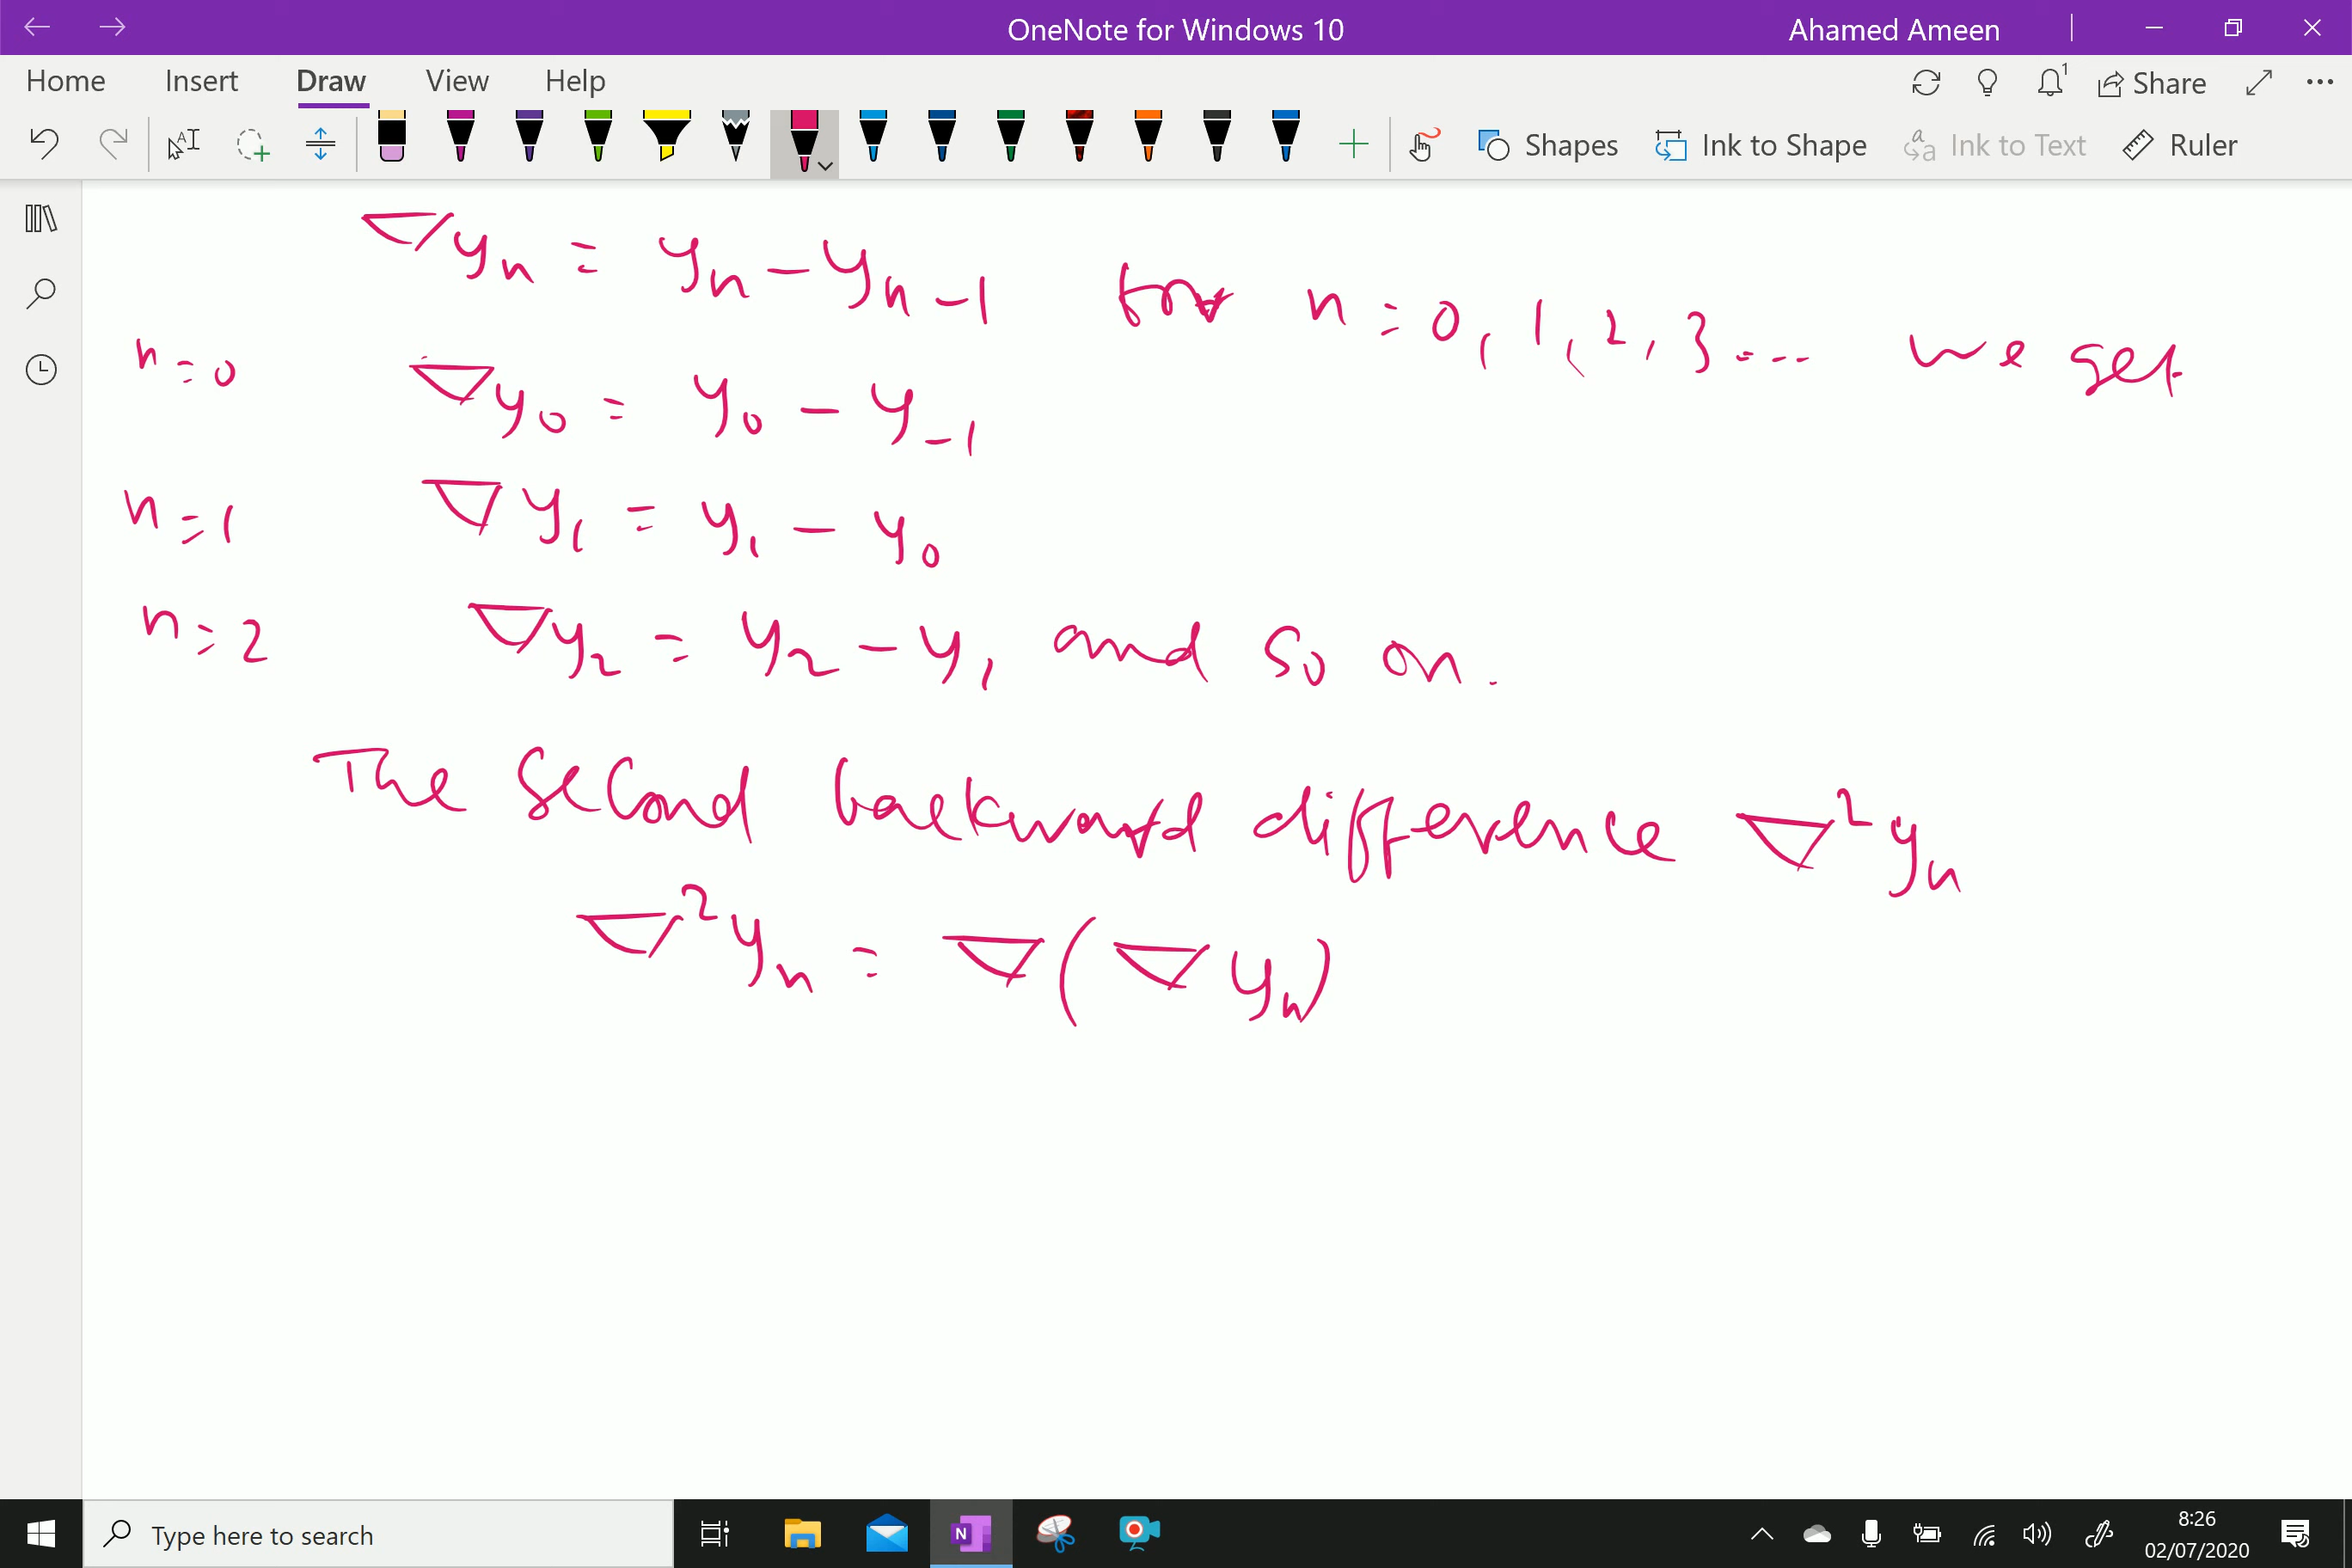 OneNote for Windows 10 Ahamed Ameen
Home Insert Draw View Help 1 Share
Shapes Ink to Shape Ink to Text Ruler
∇yₙ = yₙ − yₙ₋₁ for n = 0, 1, 2, 3 .... we get
n = 0 ∇y₀ = y₀ − y₋₁
n = 1 ∇y₁ = y₁ − y₀
n = 2 ∇y₂ = y₂ − y₁ and so on.
The second backward difference ∇²yₙ
∇²yₙ = ∇(∇yₙ)
Type here to search
8:26
02/07/2020